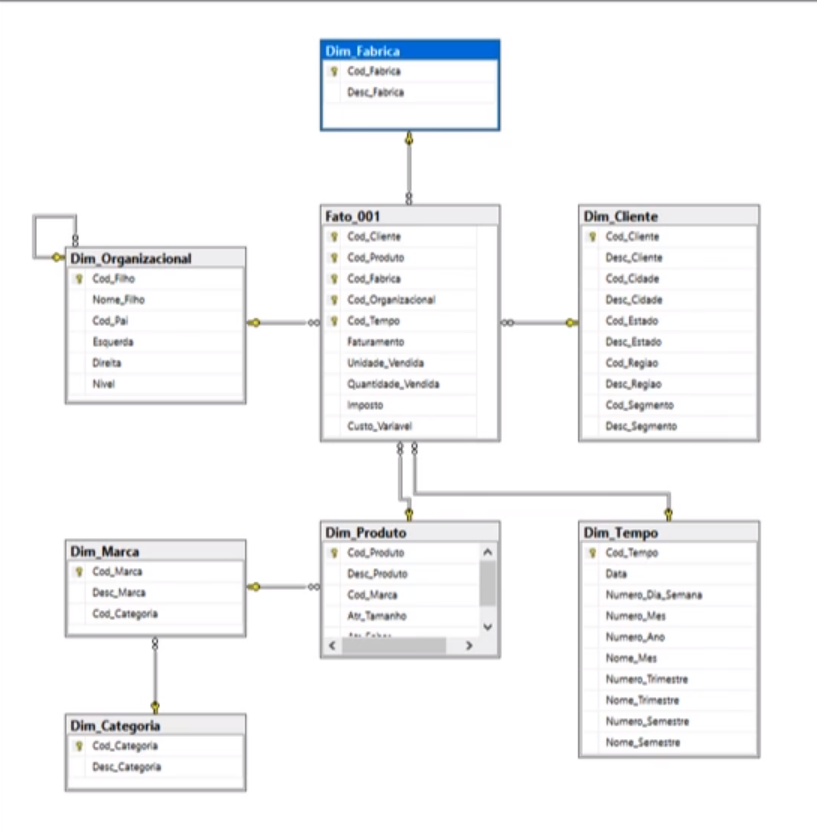 Dim_Fabrica
Cod_Fabrica
Desc_Fabrica
Fato_001
Cod_Cliente
Cod_Produto
Cod_Fabrica
Cod_Organizacional
Cod_Tempo
Faturamento
Unidade_Vendida
Quantidade_Vendida
Imposto
Custo_Variavel
Dim_Cliente
Cod_Cliente
Desc_Cliente
Cod_Cidade
Desc_Cidade
Cod_Estado
Desc_Estado
Cod_Regiao
Desc_Regiao
Cod_Segmento
Desc_Segmento
Dim_Organizacional
Cod_Filho
Nome_Filho
Cod_Pai
Esquerda
Direita
Nivel
Dim_Marca
Cod_Marca
Desc_Marca
Cod_Categoria
Dim_Produto
Cod_Produto
Desc_Produto
Cod_Marca
Atr_Tamanho
Dim_Tempo
Cod_Tempo
Data
Numero_Dia_Semana
Numero_Mes
Numero_Ano
Nome_Mes
Numero_Trimestre
Nome_Trimestre
Numero_Semestre
Nome_Semestre
Dim_Categoria
Cod_Categoria
Desc_Categoria